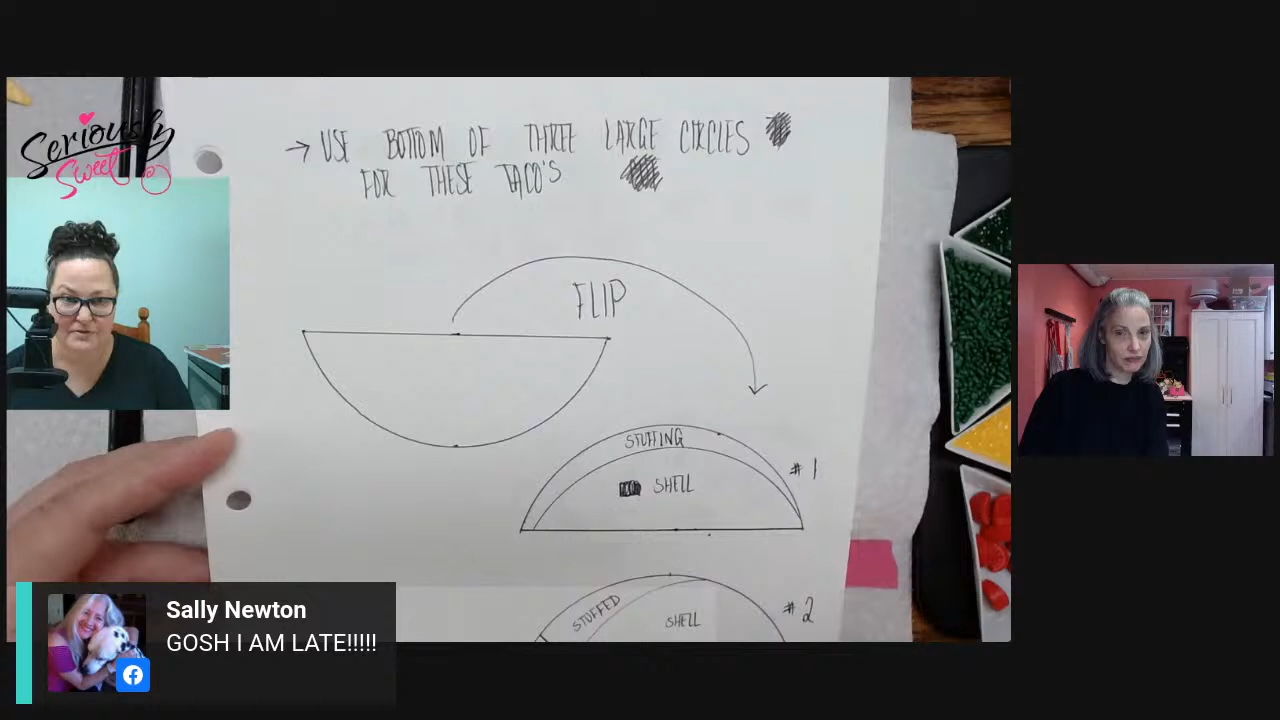 Seriously
Sweet
→ USE BOTTOM OF THREE LARGE CIRCLES
FOR THESE TACO'S
FLIP
STUFFING
SHELL
#1
STUFFED
SHELL
#2
Sally Newton
GOSH I AM LATE!!!!!